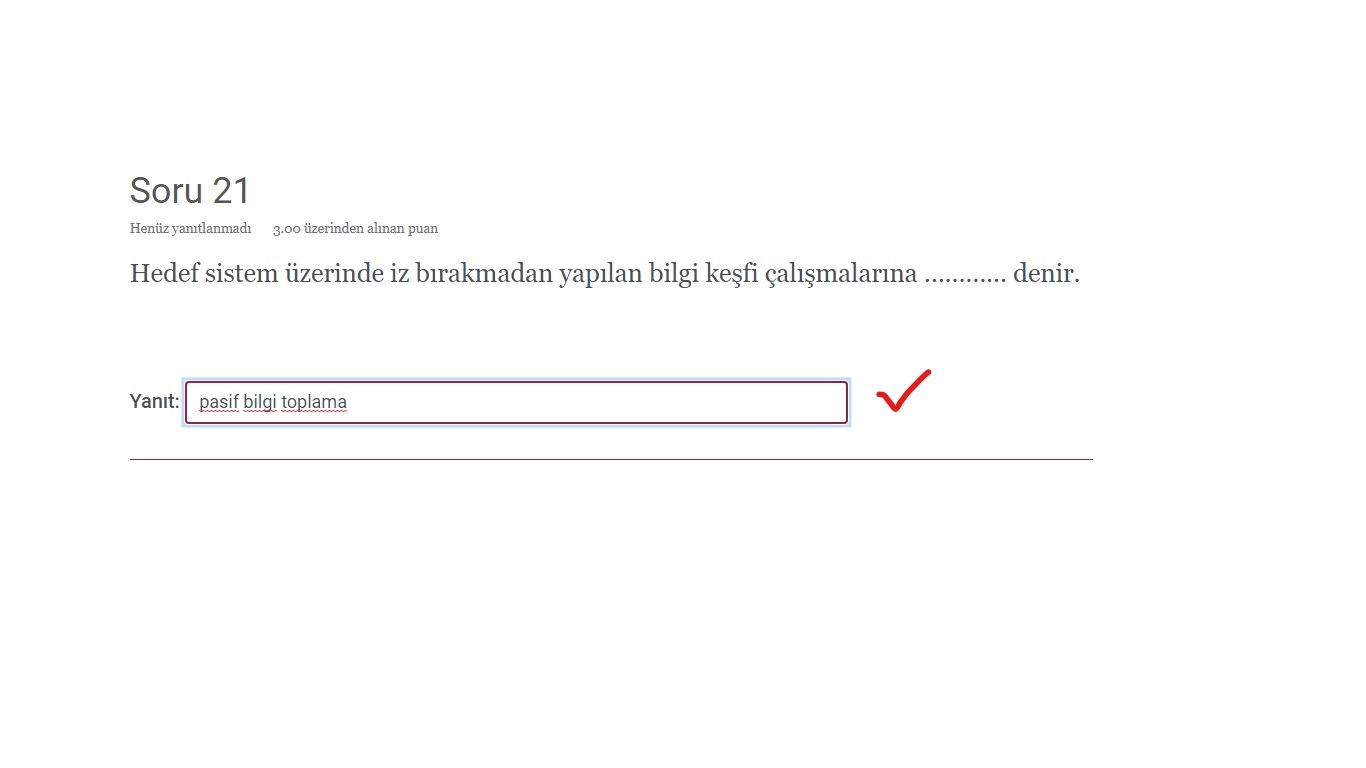 Soru 21
Henüz yanıtlanmadı 3.00 üzerinden alınan puan
Hedef sistem üzerinde iz bırakmadan yapılan bilgi keşfi çalışmalarına ............ denir.
Yanıt: pasif bilgi toplama